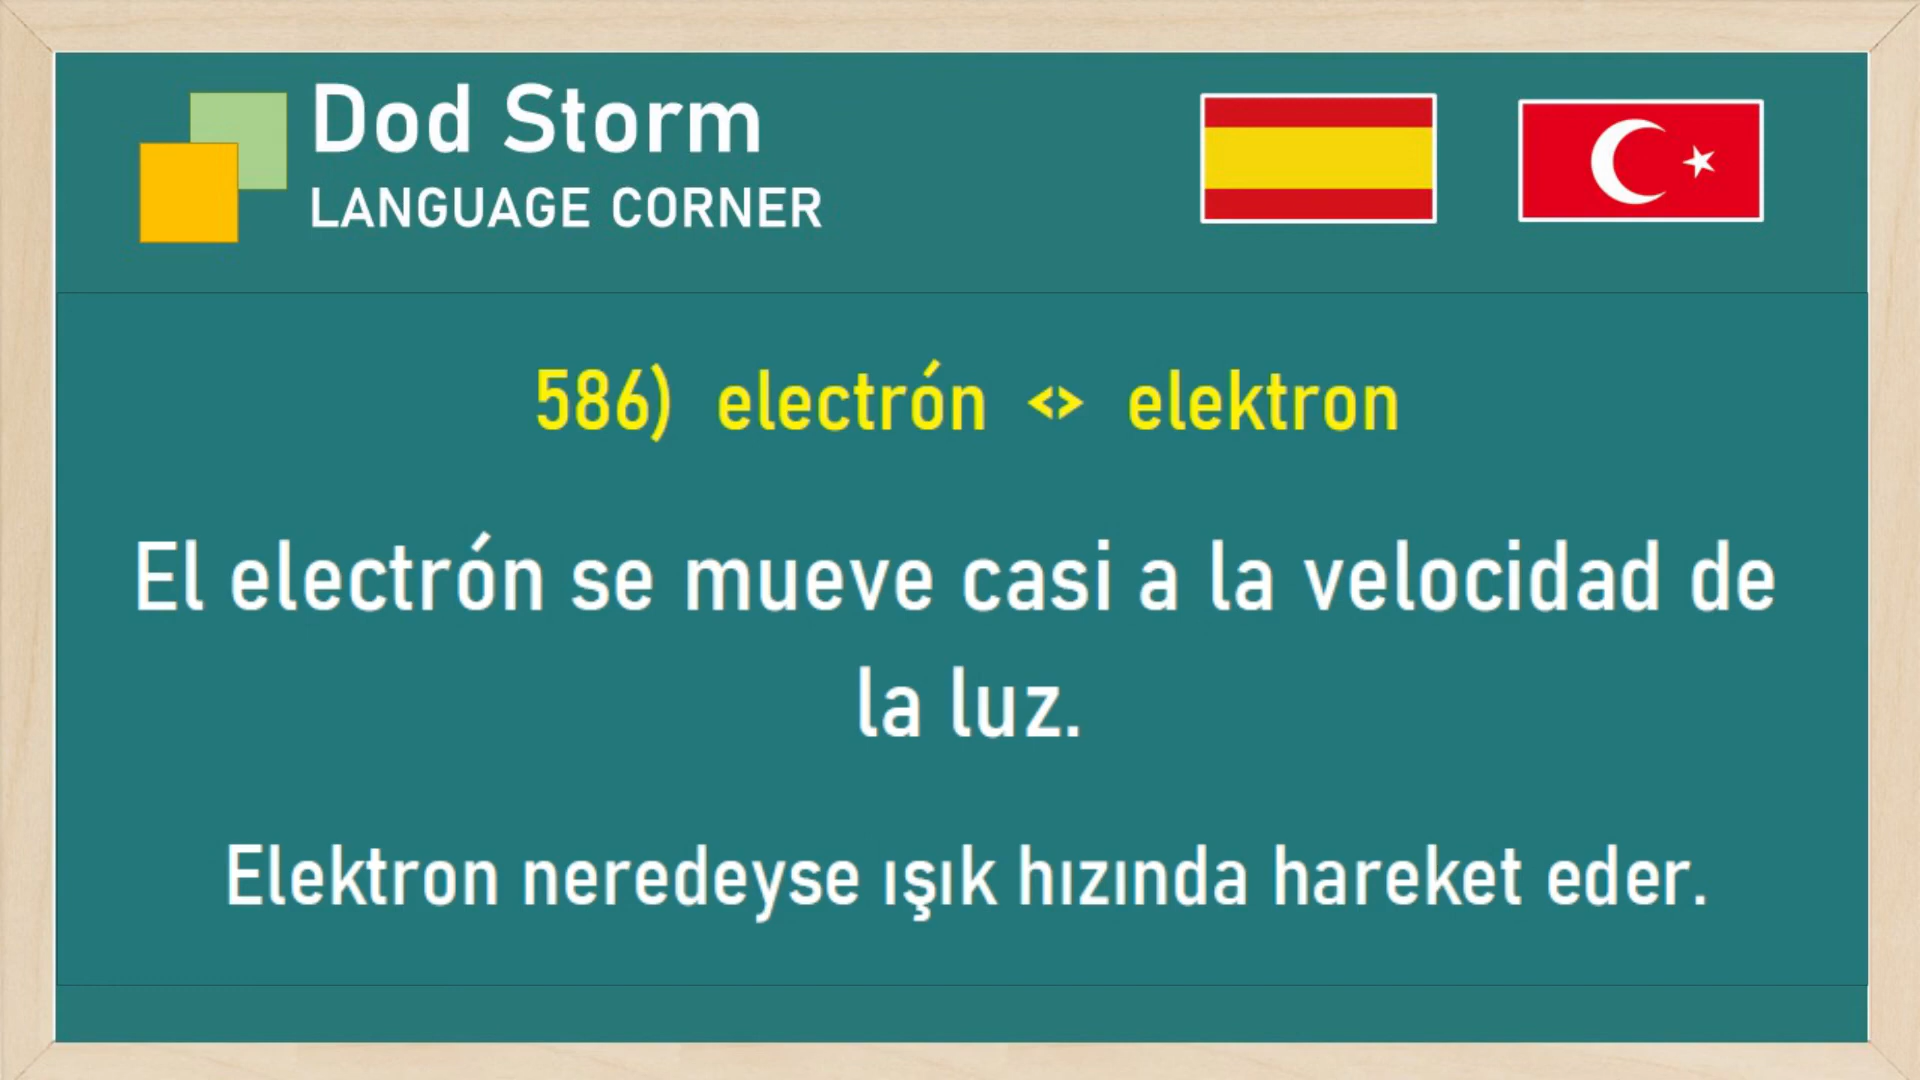 Dod Storm
LANGUAGE CORNER
586) electrón <> elektron
El electrón se mueve casi a la velocidad de
la luz.
Elektron neredeyse ışık hızında hareket eder.